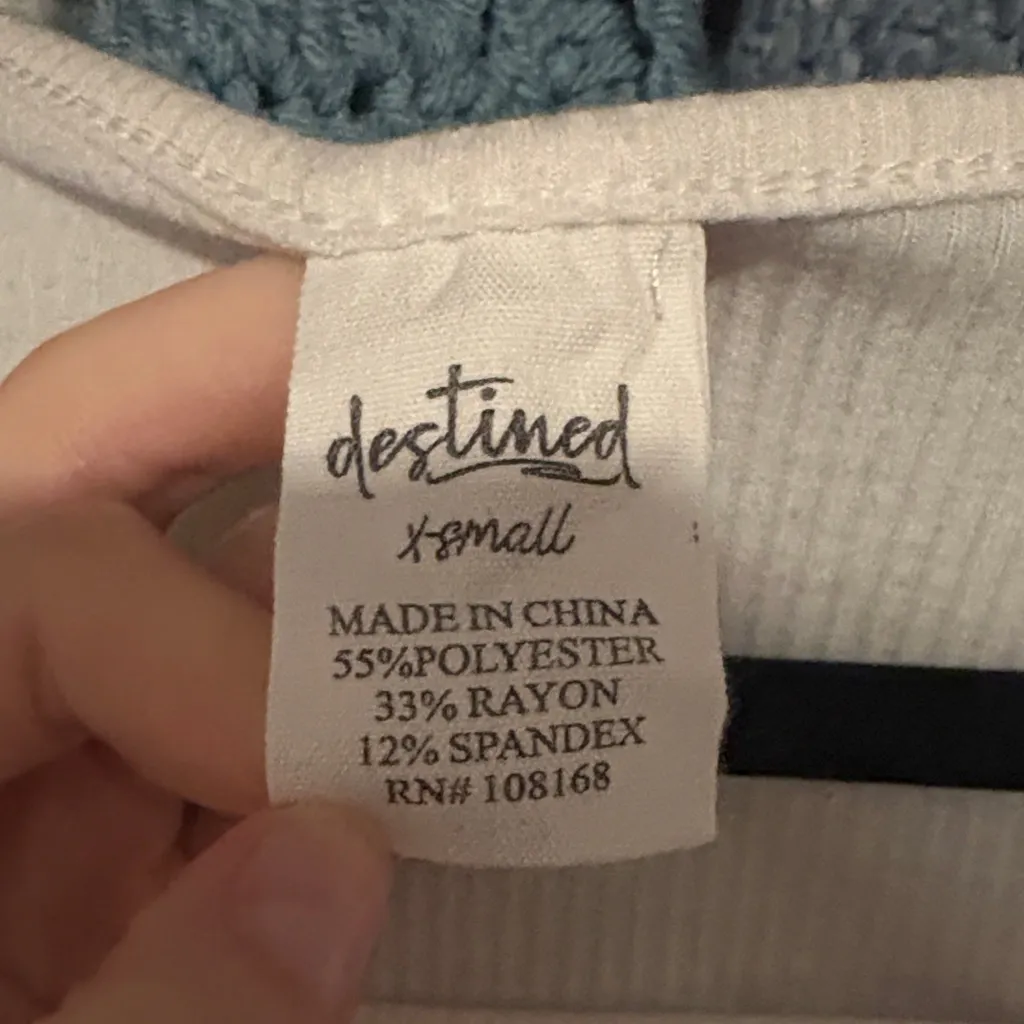 destined
x-small
MADE IN CHINA
55%POLYESTER
33% RAYON
12% SPANDEX
RN# 108168